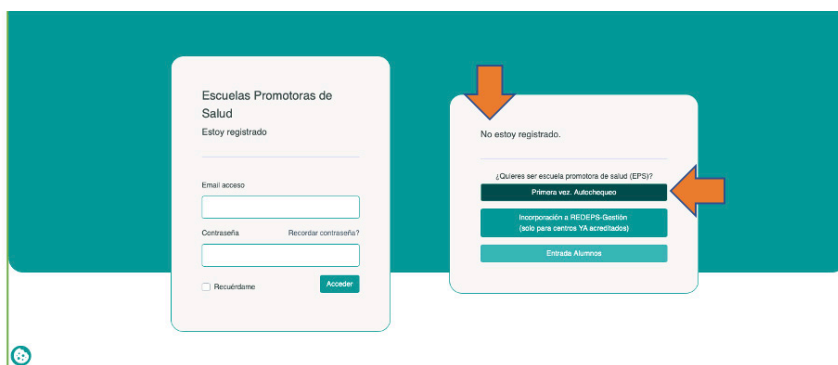 Escuelas Promotoras de
Salud
Estoy registrado
Email acceso
Contraseña Recordar contraseña?
Recuérdame Acceder
No estoy registrado.
¿Quieres ser escuela promotora de salud (EPS)?
Primera vez. Autochequeo
Incorporación a REDEPS-Gestión
(solo para centros YA acreditados)
Entrada Alumnos